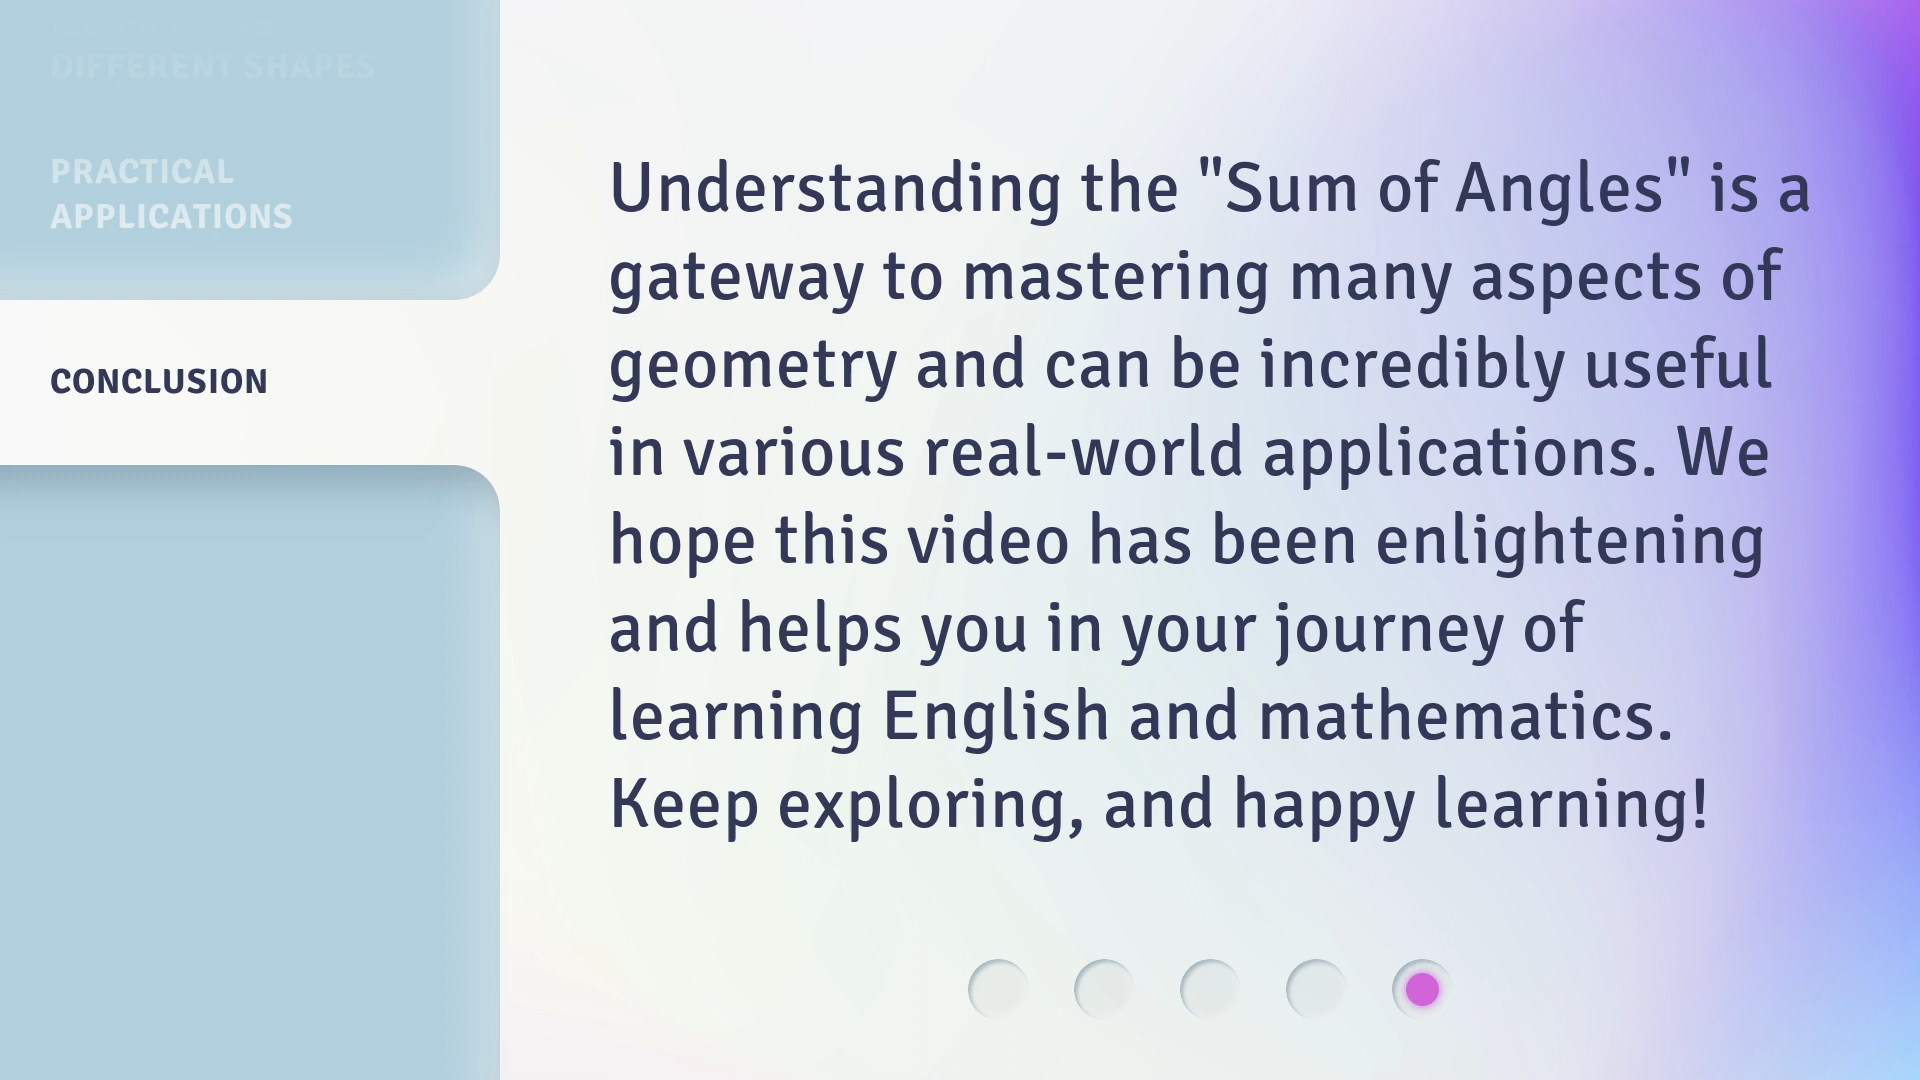 DIFFERENT SHAPES
PRACTICAL
APPLICATIONS
CONCLUSION
Understanding the "Sum of Angles" is a
gateway to mastering many aspects of
geometry and can be incredibly useful
in various real-world applications. We
hope this video has been enlightening
and helps you in your journey of
learning English and mathematics.
Keep exploring, and happy learning!